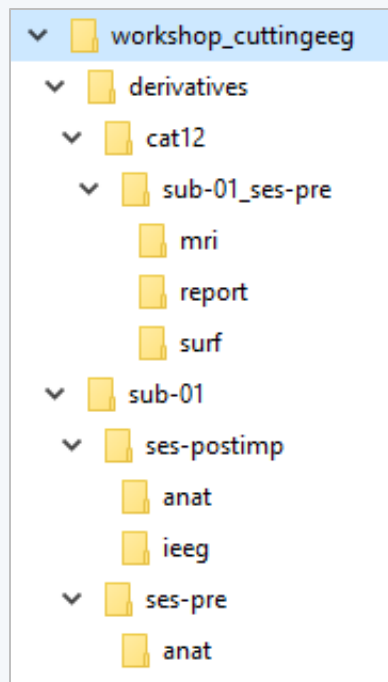 workshop_cuttingeeg
derivatives
cat12
sub-01_ses-pre
mri
report
surf
sub-01
ses-postimp
anat
ieeg
ses-pre
anat